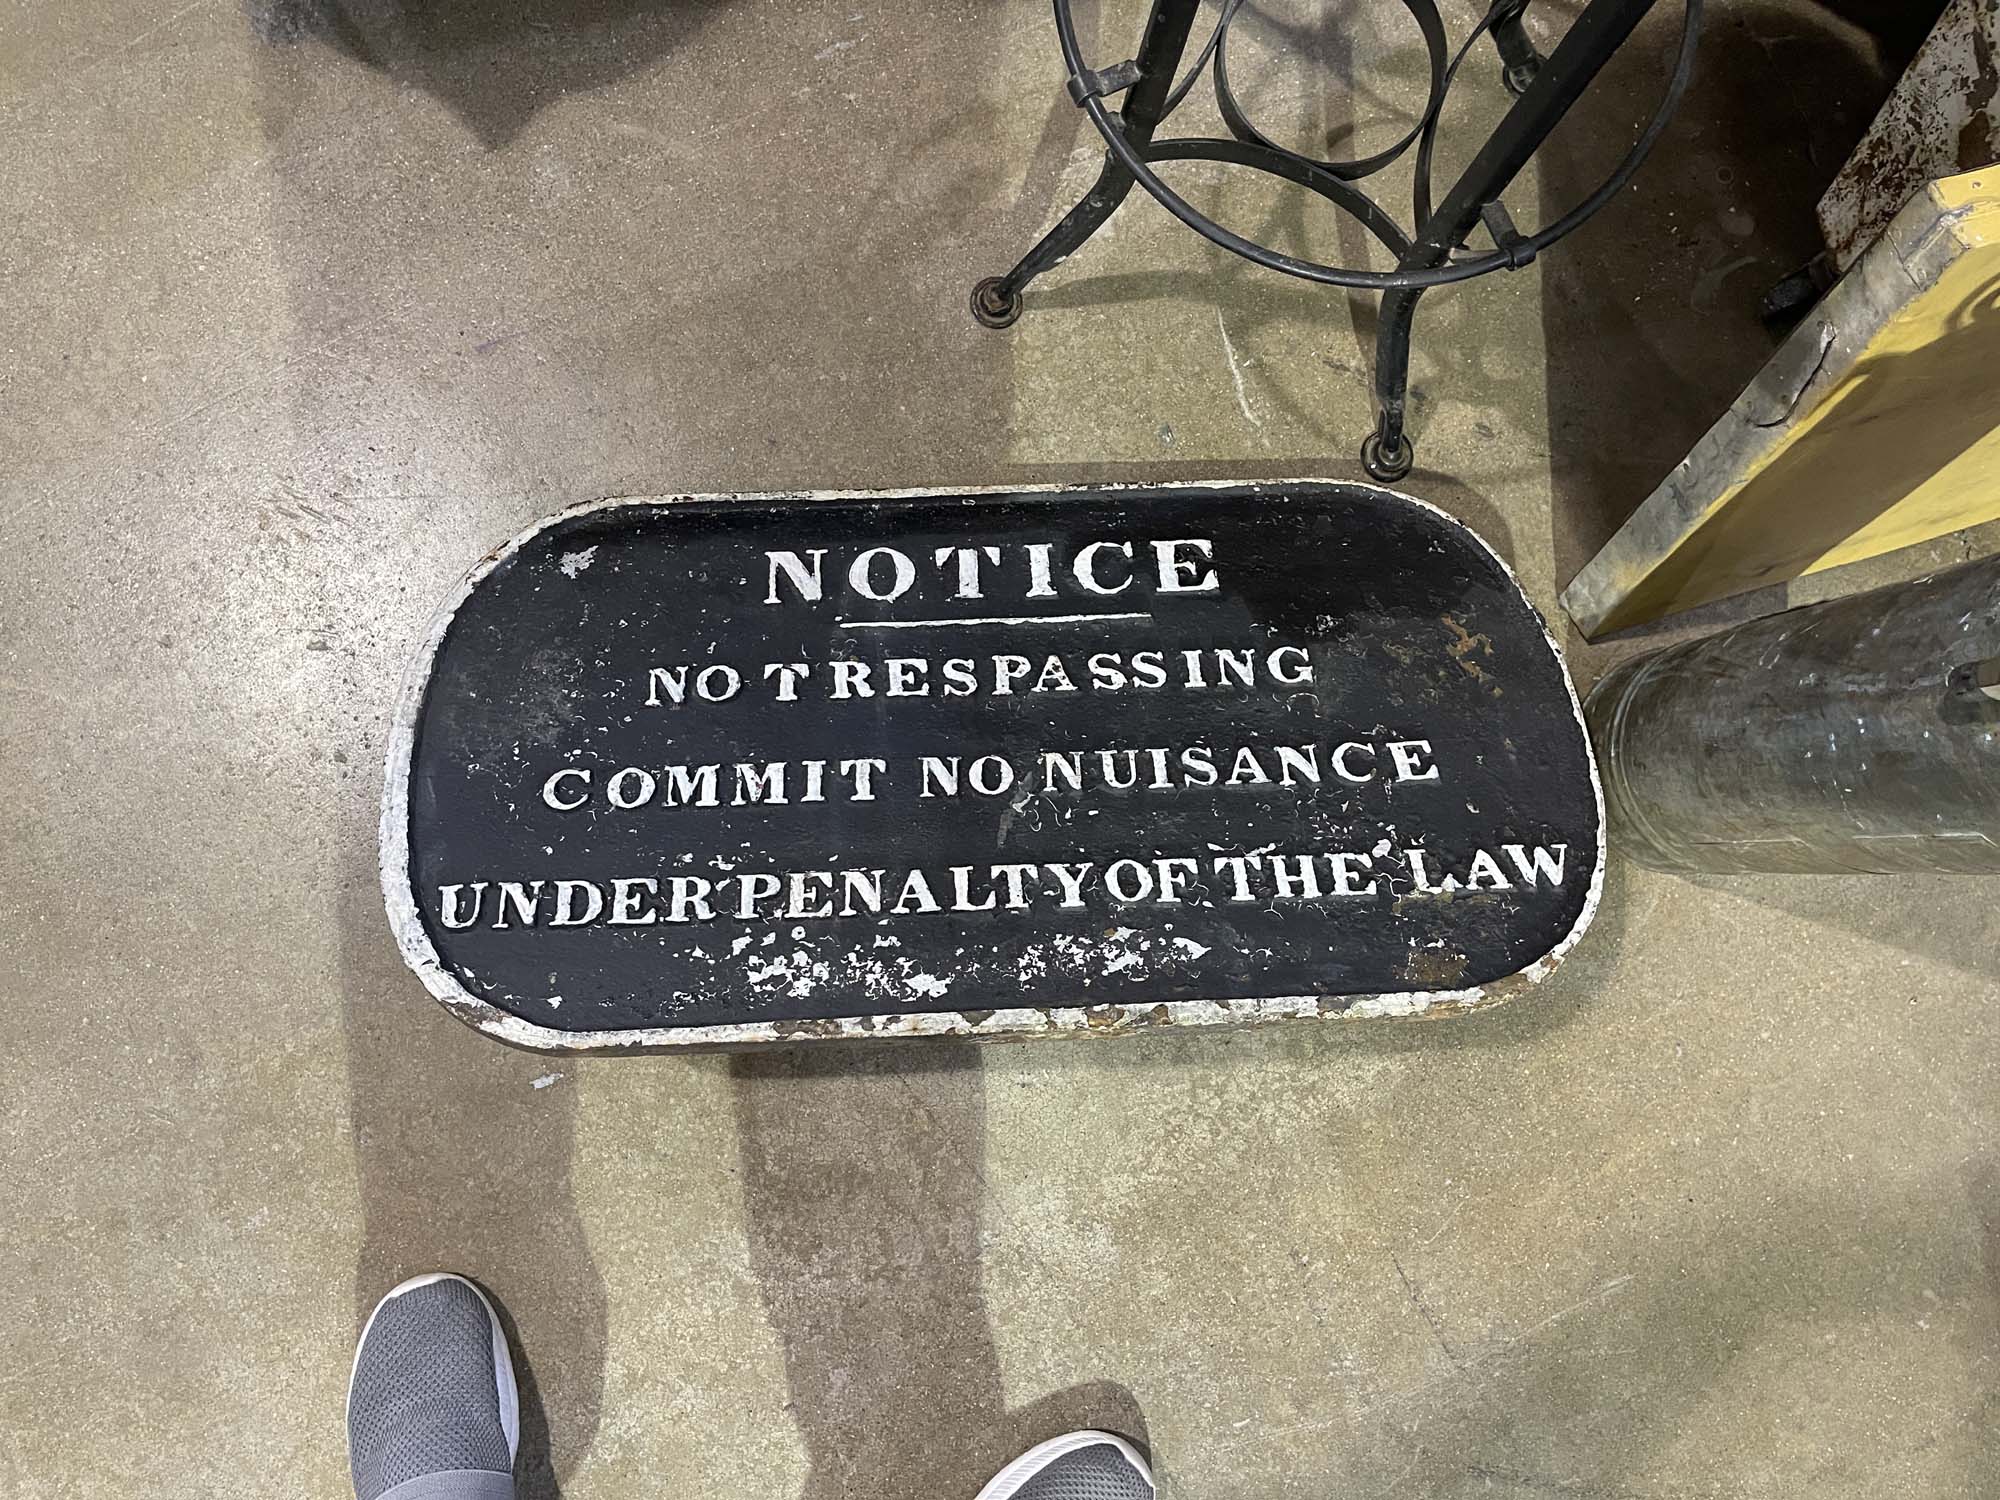 NOTICE
NO TRESPASSING
COMMIT NO NUISANCE
UNDER PENALTY OF THE LAW